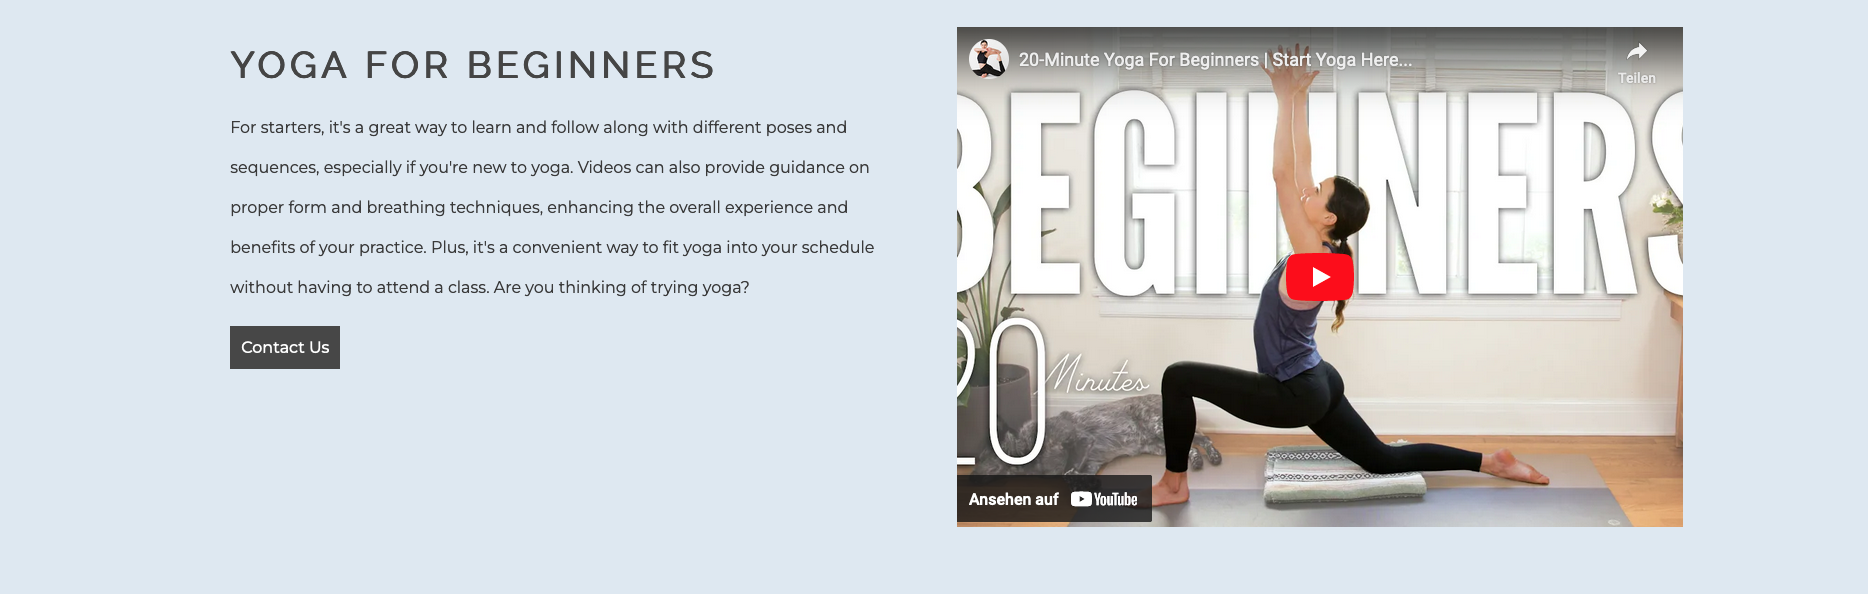 YOGA FOR BEGINNERS
For starters, it's a great way to learn and follow along with different poses and
sequences, especially if you're new to yoga. Videos can also provide guidance on
proper form and breathing techniques, enhancing the overall experience and
benefits of your practice. Plus, it's a convenient way to fit yoga into your schedule
without having to attend a class. Are you thinking of trying yoga?
Contact Us
20-Minute Yoga For Beginners | Start Yoga Here...
Teilen
BEGINNERS
20 Minutes
Ansehen auf YouTube